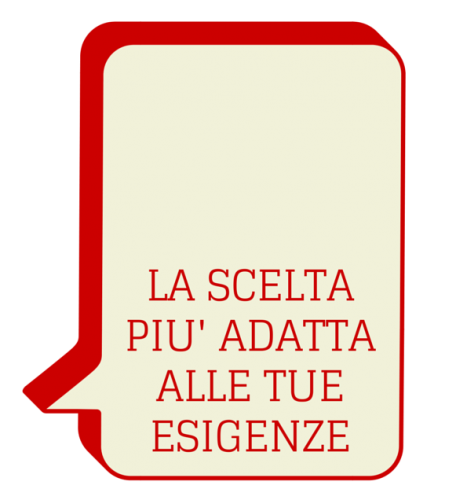 LA SCELTA
PIU' ADATTA
ALLE TUE
ESIGENZE